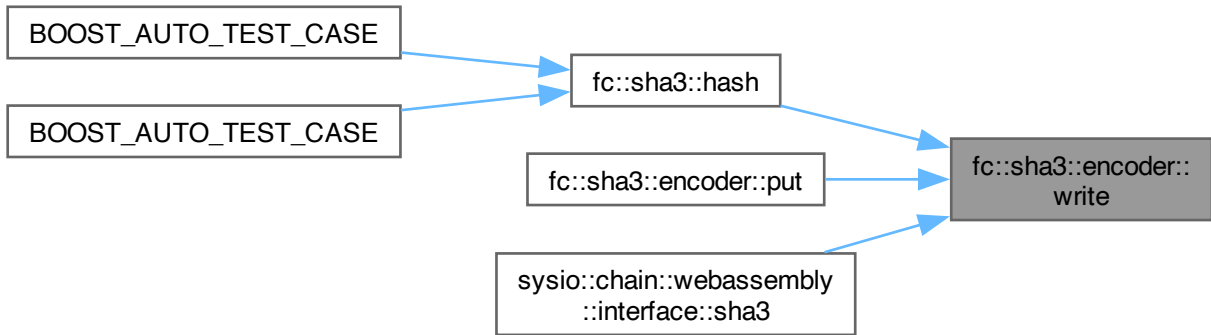 BOOST_AUTO_TEST_CASE
BOOST_AUTO_TEST_CASE
fc::sha3::hash
fc::sha3::encoder::put
sysio::chain::webassembly
::interface::sha3
fc::sha3::encoder::
write